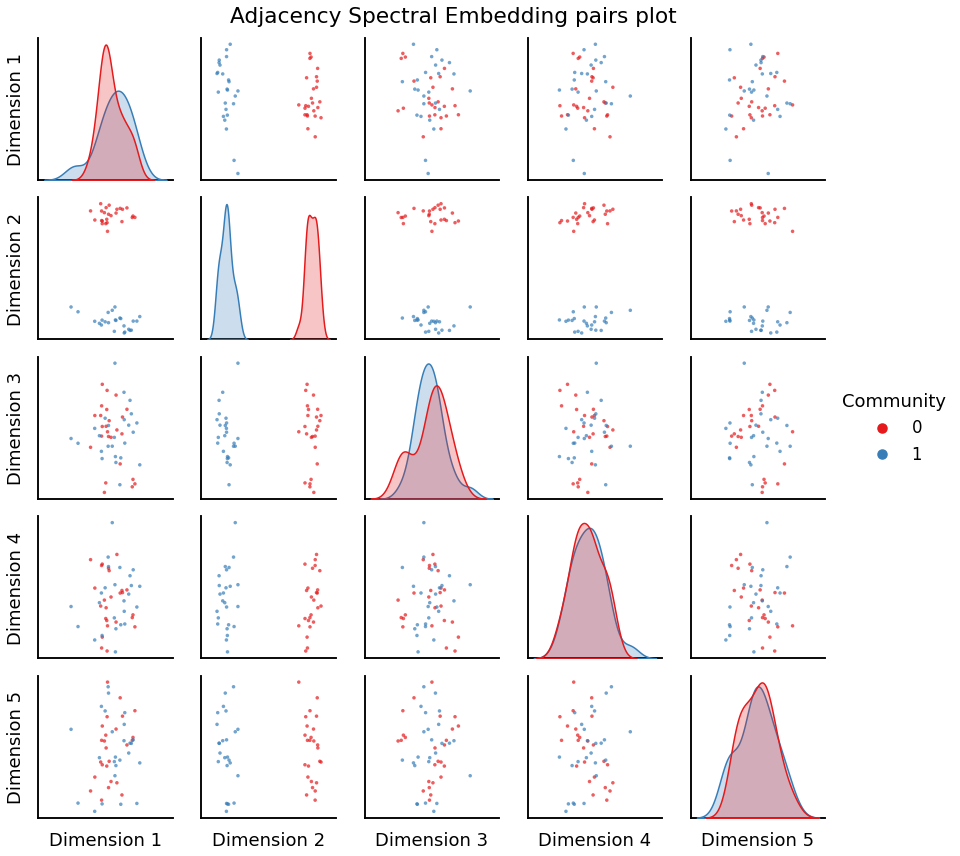 Adjacency Spectral Embedding pairs plot
Dimension 1
Dimension 2
Dimension 3
Dimension 4
Dimension 5
Community
0
1
Dimension 1
Dimension 2
Dimension 3
Dimension 4
Dimension 5